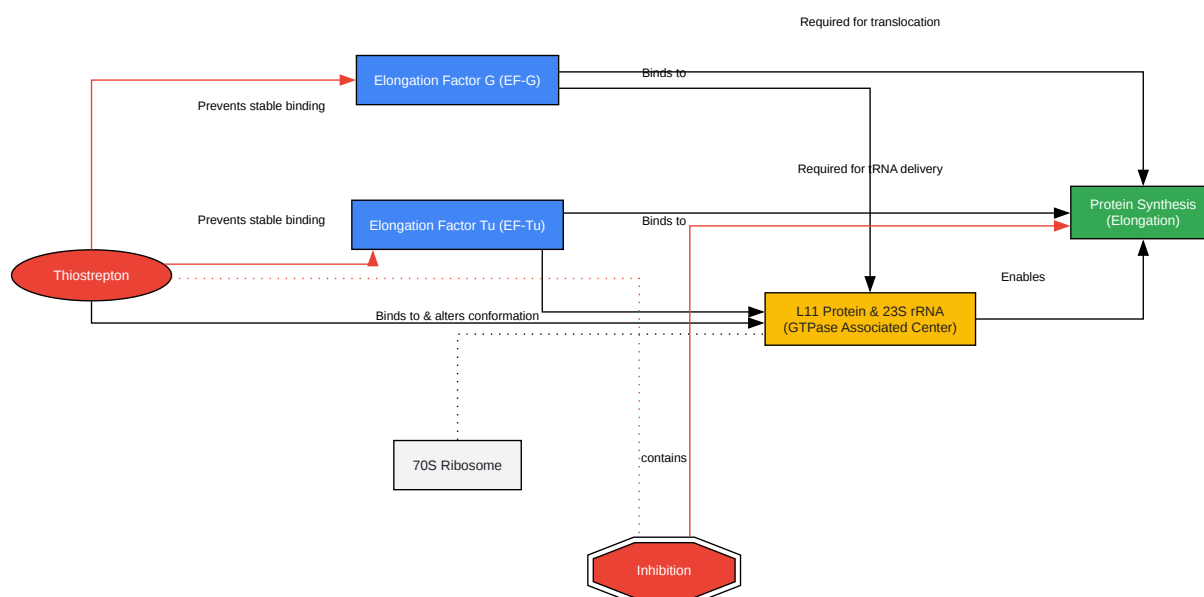 Required for translocation
Elongation Factor G (EF-G)
Binds to
Prevents stable binding
Required for tRNA delivery
Prevents stable binding
Elongation Factor Tu (EF-Tu)
Binds to
Protein Synthesis
(Elongation)
Thiostrepton
Enables
Binds to & alters conformation
L11 Protein & 23S rRNA
(GTPase Associated Center)
contains
70S Ribosome
Inhibition